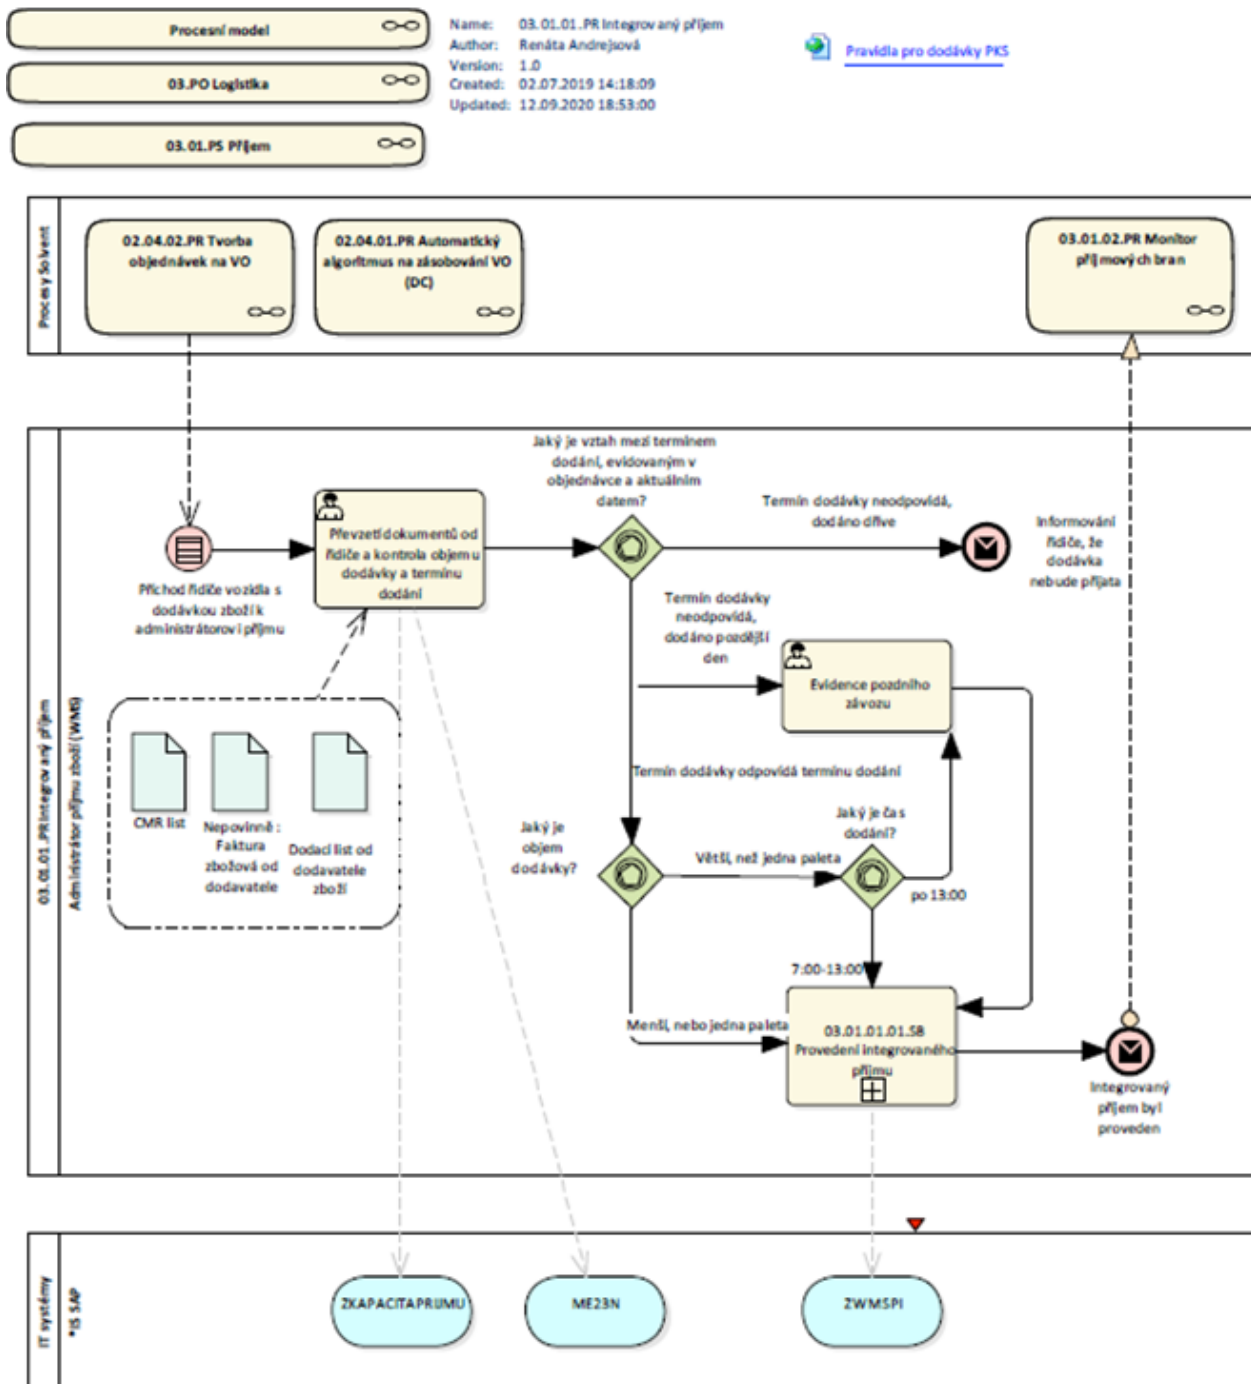 Procesní model
03.PO Logistika
03.01.PS Příjem
Name: 03.01.01.PR Integrovaný příjem
Author: Renáta Andrejsová
Version: 1.0
Created: 02.07.2019 14:18:09
Updated: 12.09.2020 18:53:00
Pravidla pro dodávky PKS
Procesy Solvent
02.04.02.PR Tvorba
objednávek na VO
02.04.01.PR Automatický
algoritmus na zásobování VO
(DC)
03.01.02.PR Monitor
příjmových bran
03.01.01.PR Integrovaný příjem
Administrátor příjmu zboží (WMS)
Příchod řidiče vozidla s
dodávkou zboží k
administrátorovi příjmu
Převzetí dokumentů od
řidiče a kontrola objemu
dodávky a termínu
dodání
Jaký je vztah mezi termínem
dodání, evidovaným v
objednávce a aktuálním
datem?
Termín dodávky neodpovídá,
dodáno dříve
Informování
řidiče, že
dodávka
nebude přijata
Termín dodávky
neodpovídá,
dodáno pozdější
den
Evidence pozdního
závozu
Termín dodávky odpovídá termínu dodání
CMR list
Nepovinně :
Faktura
zbožová od
dodavatele
Dodací list od
dodavatele
zboží
Jaký je
objem
dodávky?
Větší, než jedna paleta
Jaký je čas
dodání?
po 13:00
7:00-13:00
Menší, nebo jedna paleta
03.01.01.01.SB
Provedení integrovaného
příjmu
Integrovaný
příjem byl
proveden
IT systémy
*IS SAP
ZKAPACITAPRIJMU
ME23N
ZWMSPI